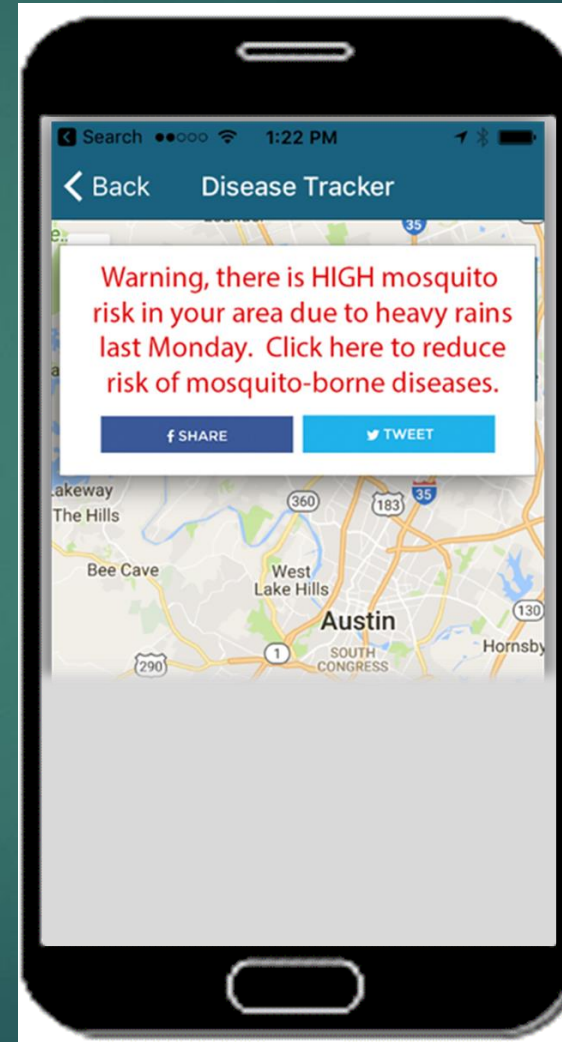 Search 1:22 PM
Back Disease Tracker
35
Warning, there is HIGH mosquito
risk in your area due to heavy rains
last Monday. Click here to reduce
risk of mosquito-borne diseases.
f SHARE TWEET
akeway
The Hills
360
183
35
Bee Cave
West
Lake Hills
130
Austin
Hornsby
290
1
SOUTH
CONGRESS